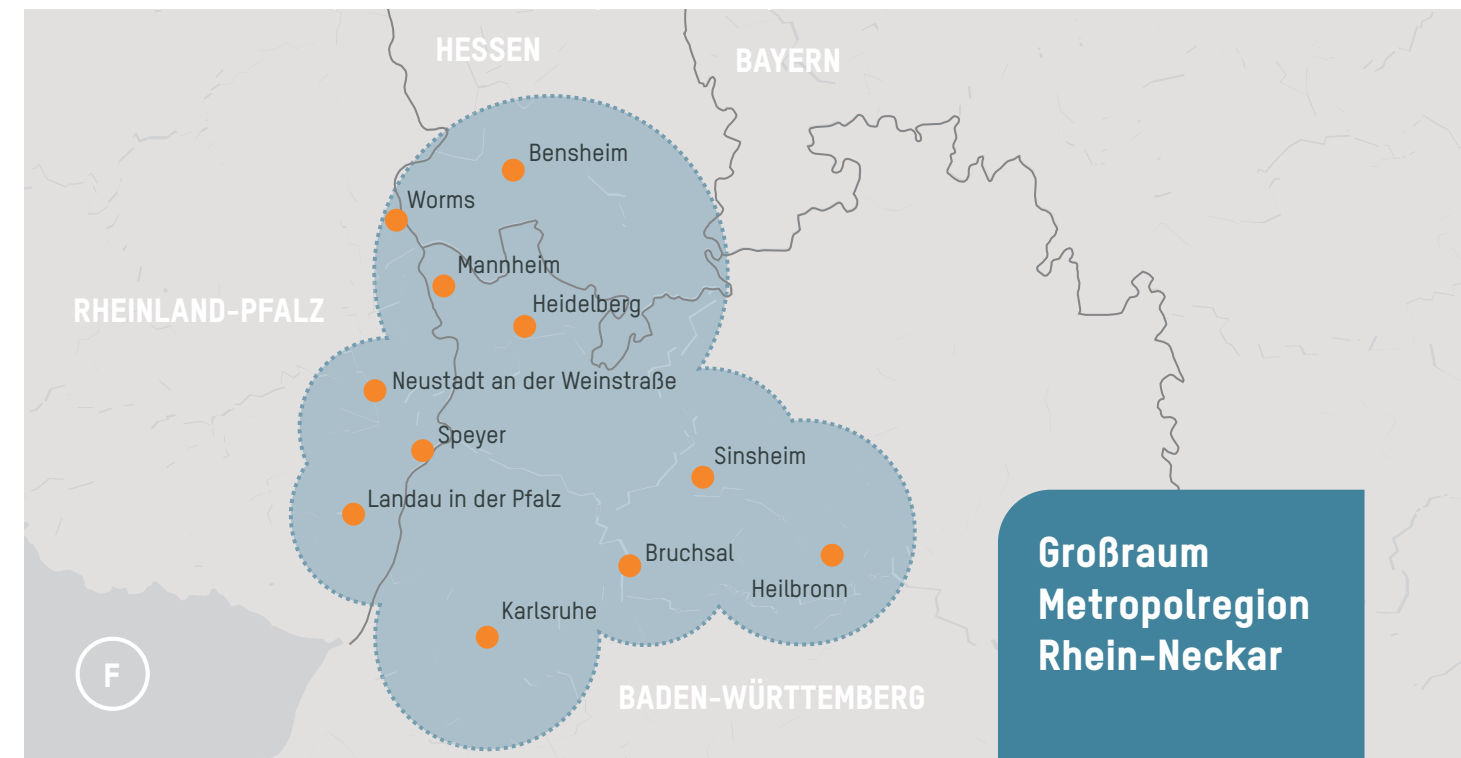 HESSEN
BAYERN
Bensheim
Worms
Mannheim
Heidelberg
RHEINLAND-PFALZ
Neustadt an der Weinstraße
Speyer
Sinsheim
Landau in der Pfalz
Bruchsal
Heilbronn
Karlsruhe
F
BADEN-WÜRTTEMBERG
Großraum
Metropolregion
Rhein-Neckar